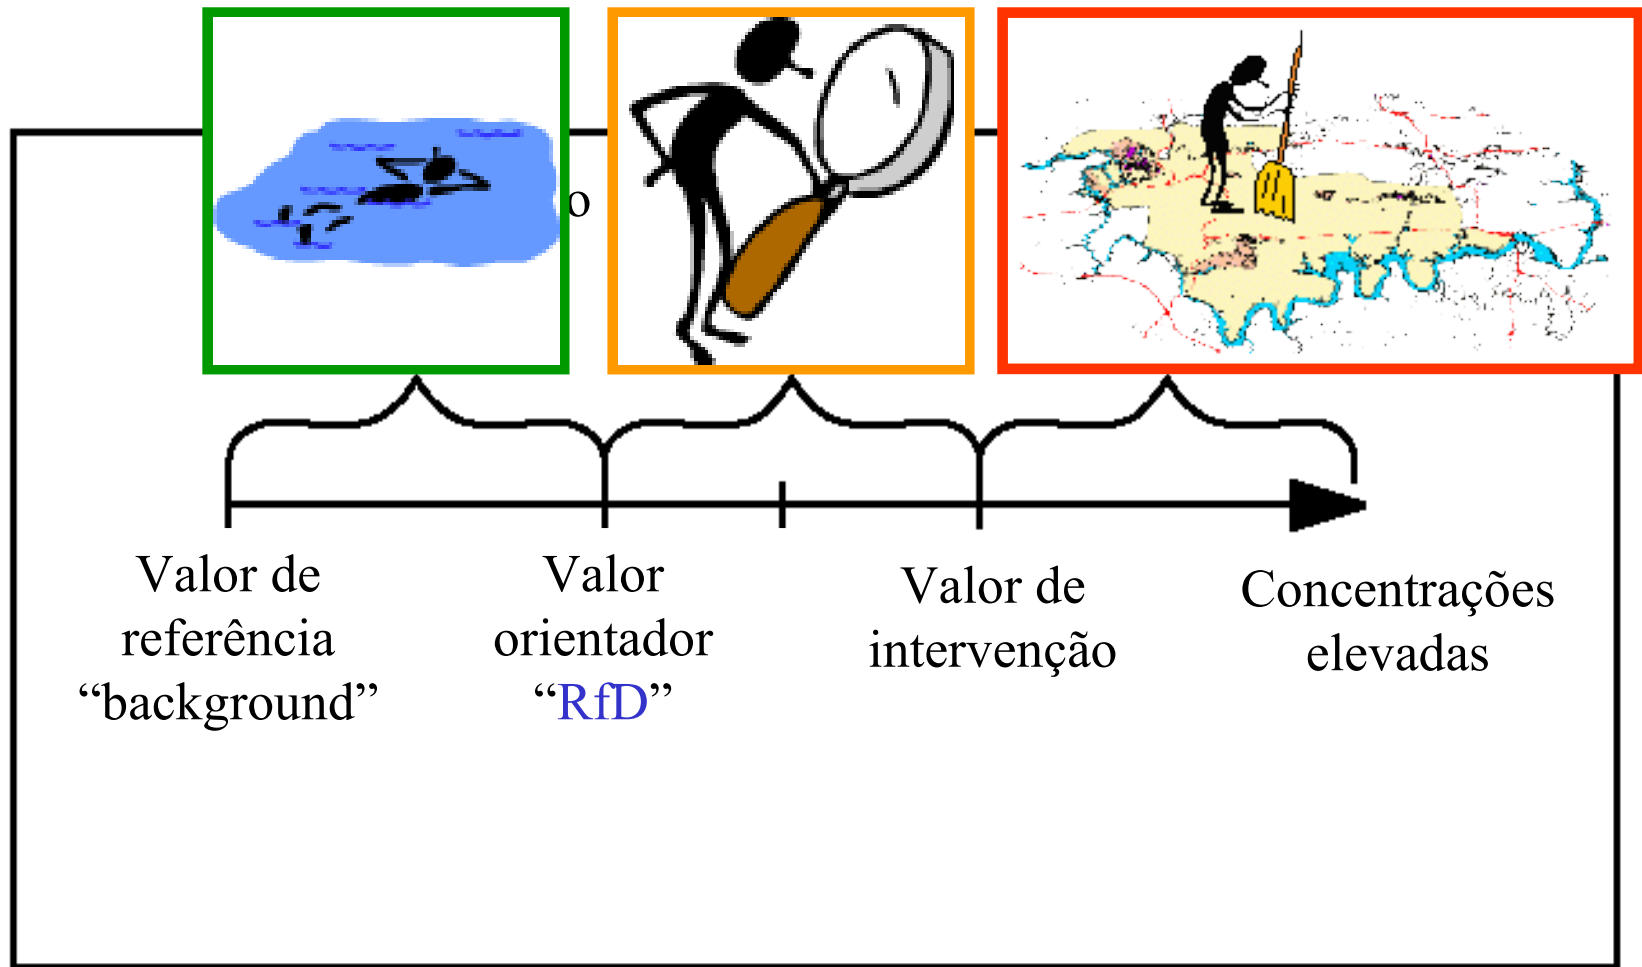 o
Valor de
referência
“background”
Valor
orientador
“RfD”
Valor de
intervenção
Concentrações
elevadas